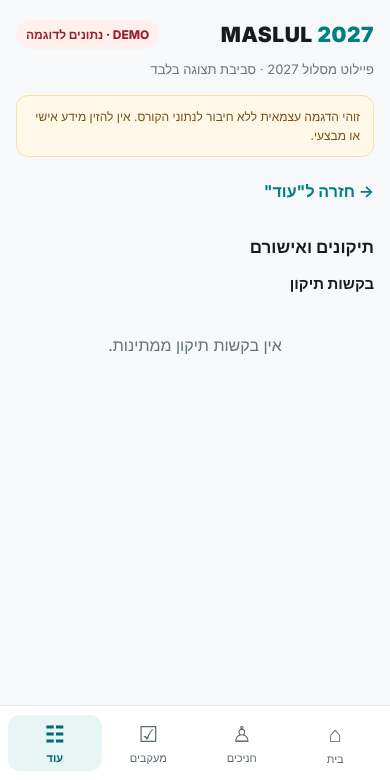 MASLUL 2027
DEMO · נתונים לדוגמה
פיילוט מסלול 2027 · סביבת תצוגה בלבד
זוהי הדגמה עצמאית ללא חיבור לנתוני הקורס. אין להזין מידע אישי
או מבצעי.
→ חזרה ל"עוד"
תיקונים ואישורם
בקשות תיקון
אין בקשות תיקון ממתינות.
בית
חניכים
מעקבים
עוד